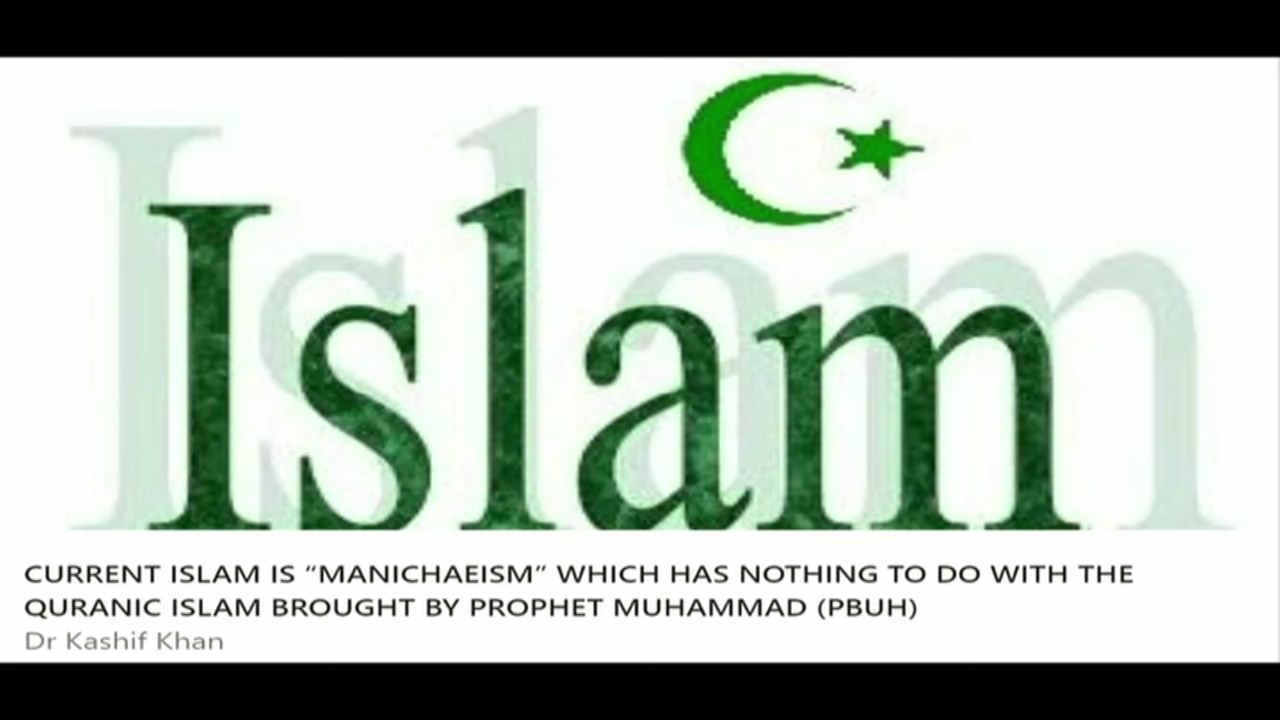 Islam
CURRENT ISLAM IS “MANICHAEISM” WHICH HAS NOTHING TO DO WITH THE
QURANIC ISLAM BROUGHT BY PROPHET MUHAMMAD (PBUH)
Dr Kashif Khan